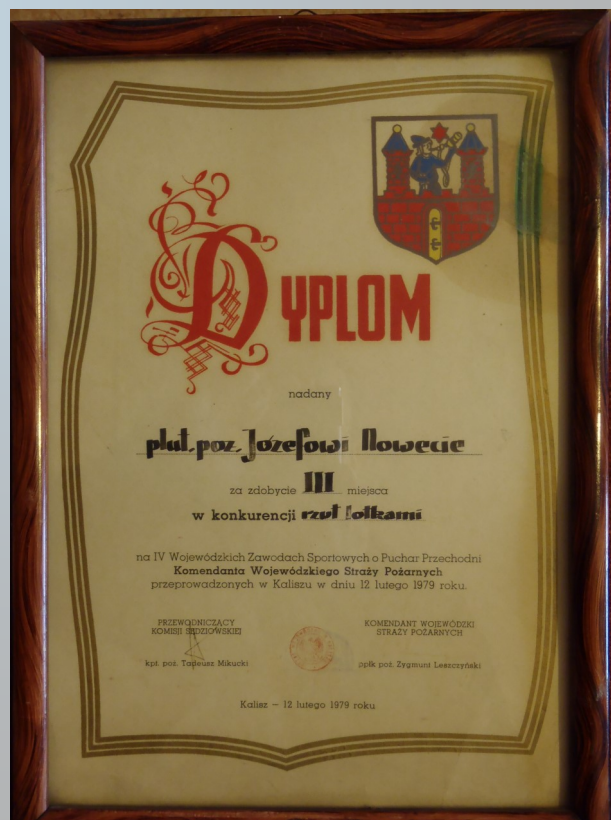 DYPLOM
nadany
plut. poz. Józefowi Nowecie
za zdobycie III miejsca
w konkurencji rzut lotkami
na IV Wojewódzkich Zawodach Sportowych o Puchar Przechodni
Komendanta Wojewódzkiego Straży Pożarnych
przeprowadzonych w Kaliszu w dniu 12 lutego 1979 roku.
PRZEWODNICZĄCY
KOMISJI SĘDZIOWSKIEJ
kpt. poż. Tadeusz Mikucki
KOMENDANT WOJEWÓDZKI
STRAŻY POŻARNYCH
ppłk poż. Zygmunt Leszczyński
Kalisz – 12 lutego 1979 roku